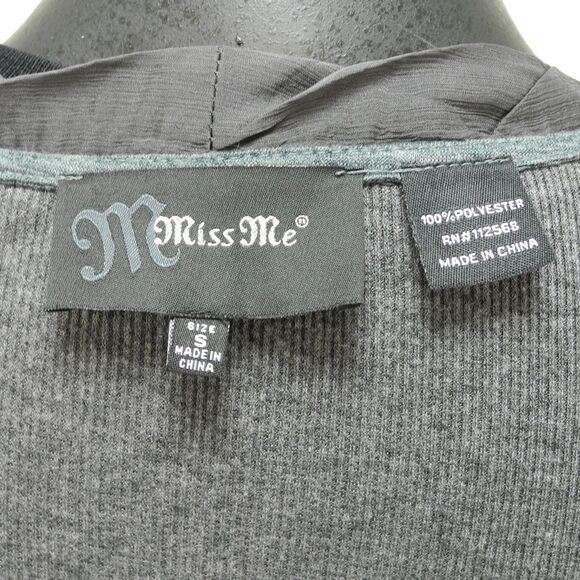 M Miss Me®
SIZE
S
MADE IN
CHINA
100% POLYESTER
RN# 112568
MADE IN CHINA